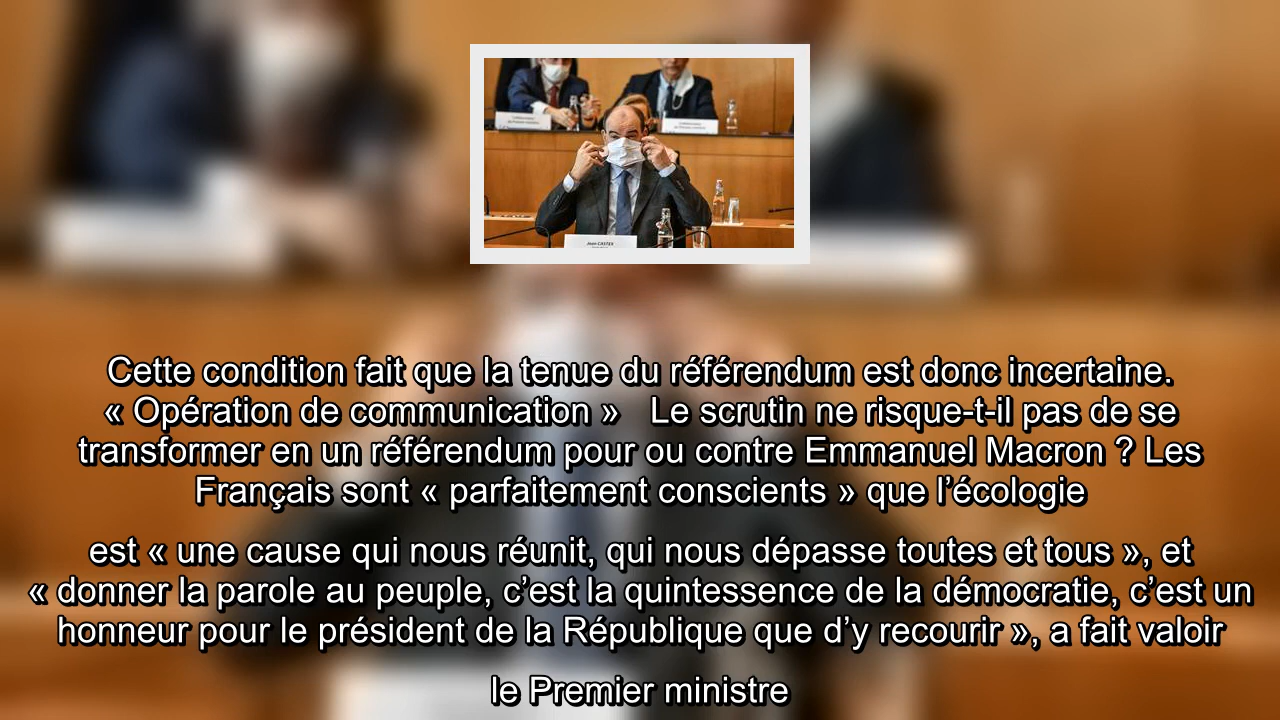 Jean CASTEX
Cette condition fait que la tenue du référendum est donc incertaine.
« Opération de communication »   Le scrutin ne risque-t-il pas de se
transformer en un référendum pour ou contre Emmanuel Macron ? Les
Français sont « parfaitement conscients » que l’écologie
est « une cause qui nous réunit, qui nous dépasse toutes et tous », et
« donner la parole au peuple, c’est la quintessence de la démocratie, c’est un
honneur pour le président de la République que d’y recourir », a fait valoir
le Premier ministre